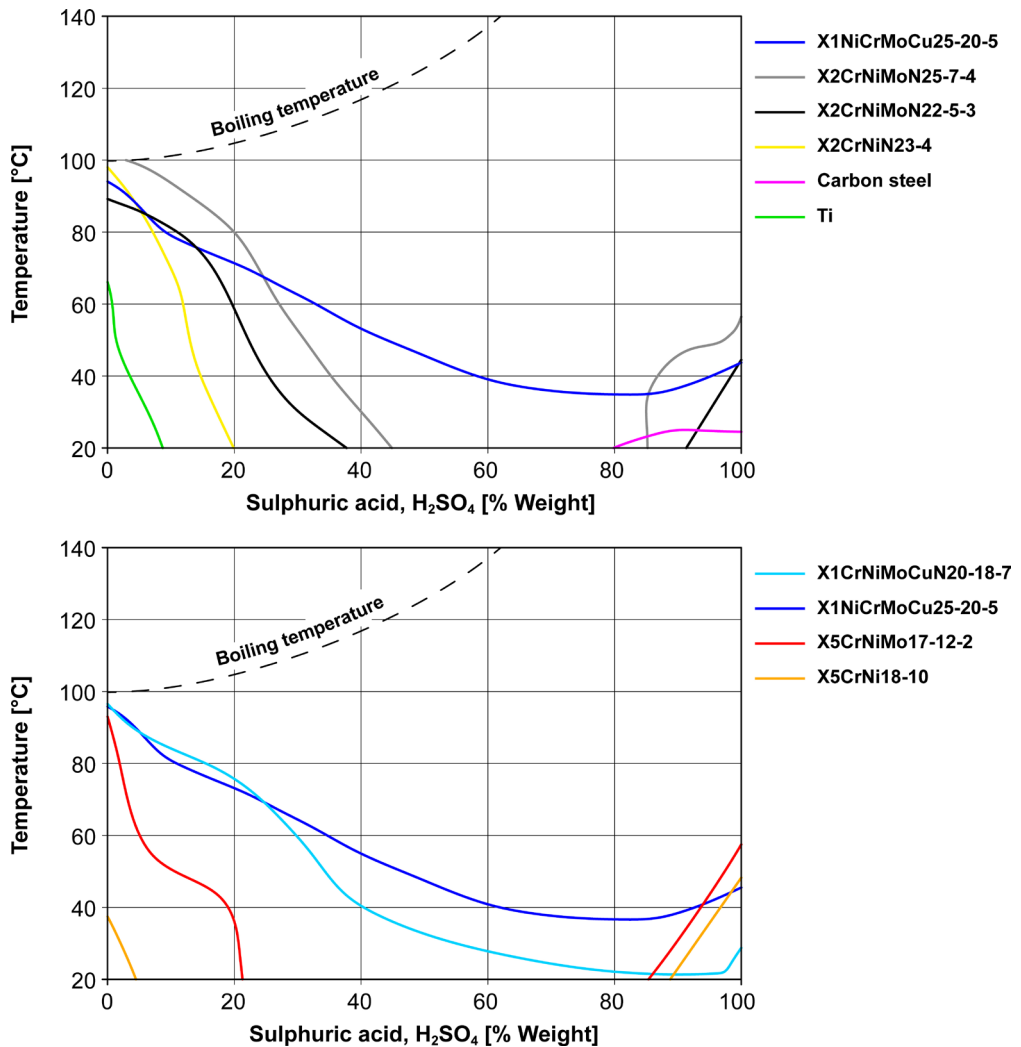 140
120
100
80
60
40
20
Temperature [°C]
Boiling temperature
0
20
40
60
80
100
Sulphuric acid, H₂SO₄ [% Weight]
X1NiCrMoCu25-20-5
X2CrNiMoN25-7-4
X2CrNiMoN22-5-3
X2CrNiN23-4
Carbon steel
Ti
140
120
100
80
60
40
20
Temperature [°C]
Boiling temperature
0
20
40
60
80
100
Sulphuric acid, H₂SO₄ [% Weight]
X1CrNiMoCuN20-18-7
X1NiCrMoCu25-20-5
X5CrNiMo17-12-2
X5CrNi18-10